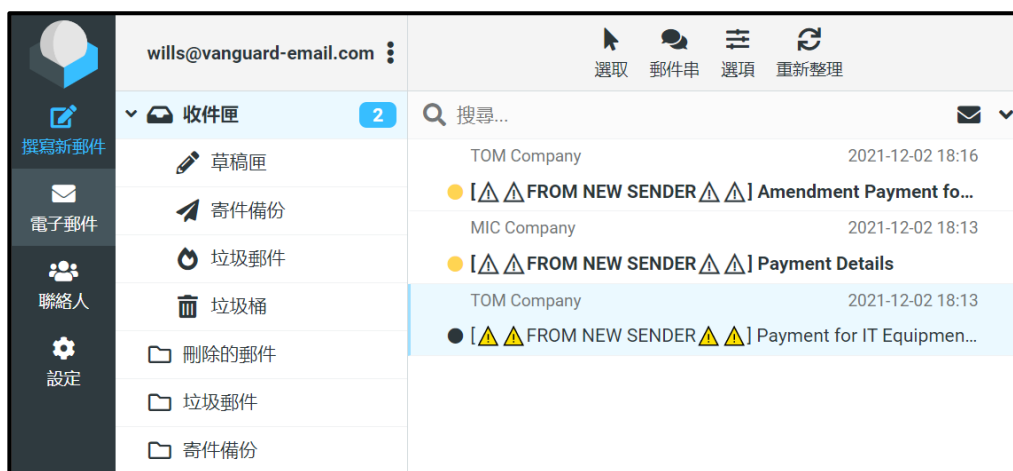 wills@vanguard-email.com
選取 郵件串 選項 重新整理
撰寫新郵件
電子郵件
聯絡人
設定
收件匣 2
草稿匣
寄件備份
垃圾郵件
垃圾桶
刪除的郵件
垃圾郵件
寄件備份
搜尋...
TOM Company 2021-12-02 18:16
[⚠ ⚠FROM NEW SENDER⚠ ⚠] Amendment Payment fo...
MIC Company 2021-12-02 18:13
[⚠ ⚠FROM NEW SENDER⚠ ⚠] Payment Details
TOM Company 2021-12-02 18:13
[⚠ ⚠FROM NEW SENDER⚠ ⚠] Payment for IT Equipmen...